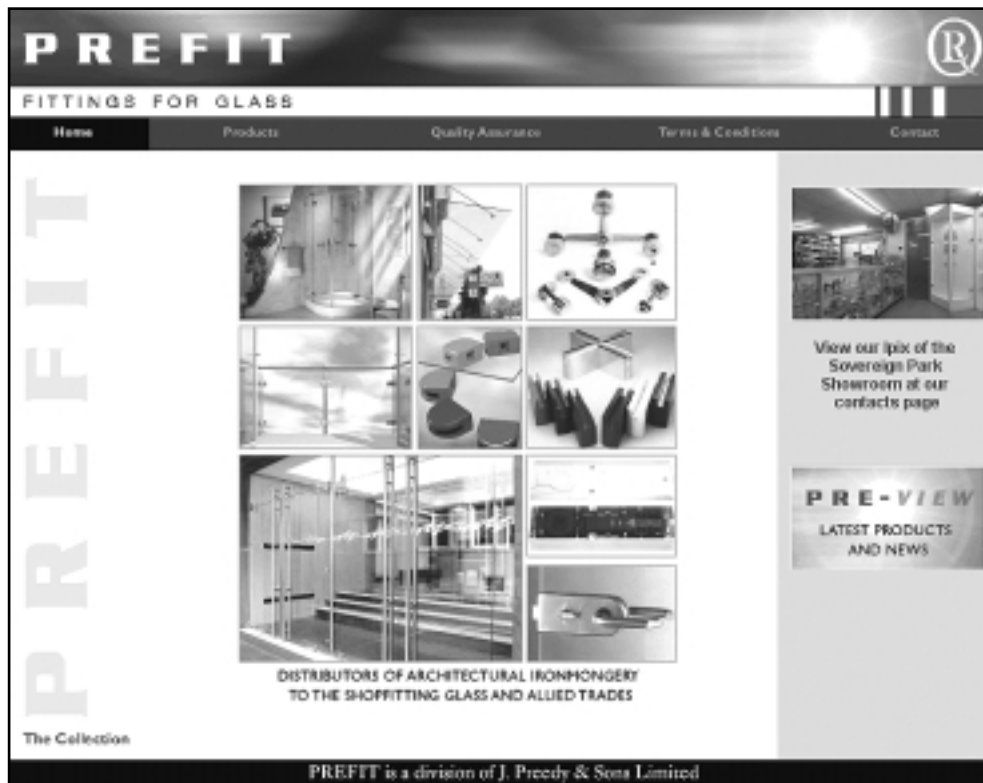 PREFIT
FITTINGS FOR GLASS
Home Products Quality Assurance Terms & Conditions Contact
PREFIT
View our Ipix of the
Sovereign Park
Showroom at our
contacts page
PRE-VIEW
LATEST PRODUCTS
AND NEWS
DISTRIBUTORS OF ARCHITECTURAL IRONMONGERY
TO THE SHOPFITTING GLASS AND ALLIED TRADES
The Collection
PREFIT is a division of J. Preedy & Sons Limited